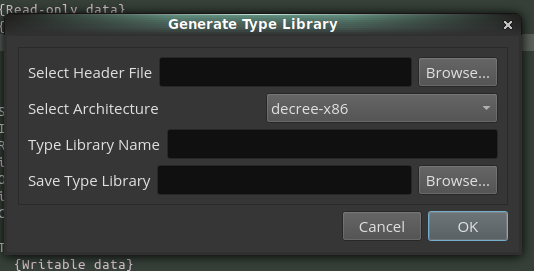 {Read-only data}
{
Generate Type Library
Select Header File Browse...
Select Architecture decree-x86
Type Library Name
Save Type Library Browse...
Cancel OK
{Writable data}